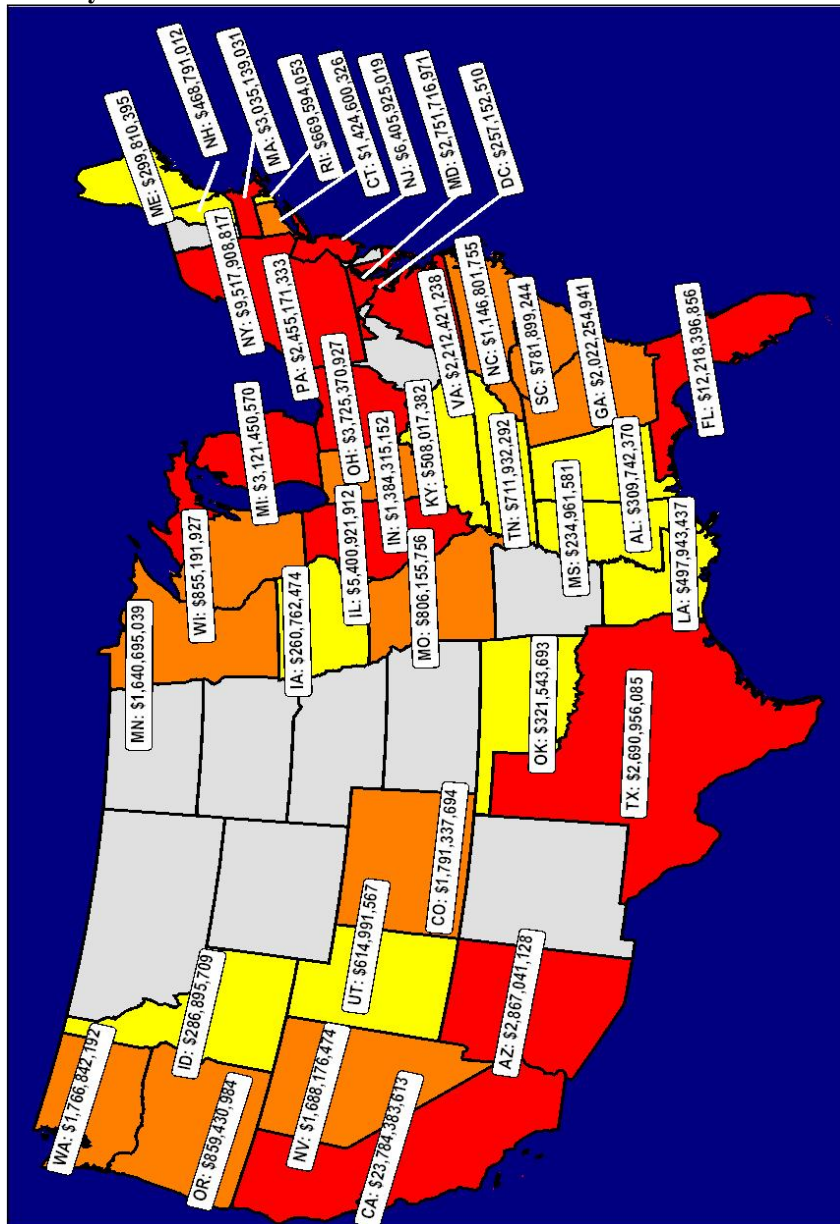 WA: $1,766,842,192
OR: $859,430,984
CA: $23,784,383,613
NV: $1,688,176,474
ID: $286,895,709
UT: $614,991,567
AZ: $2,867,041,128
CO: $1,791,337,694
TX: $2,690,956,085
OK: $321,543,693
MN: $1,640,695,039
IA: $260,762,474
MO: $806,155,756
WI: $855,191,927
IL: $5,400,921,912
MI: $3,121,450,570
IN: $1,384,315,152
OH: $3,725,370,927
KY: $508,017,382
TN: $711,932,292
MS: $234,961,581
AL: $309,742,370
LA: $497,943,437
GA: $2,022,254,941
FL: $12,218,396,856
SC: $781,899,244
NC: $1,146,801,755
VA: $2,212,421,238
PA: $2,455,171,333
NY: $9,517,908,817
ME: $299,810,395
NH: $468,791,012
MA: $3,035,139,031
RI: $669,594,053
CT: $1,424,600,326
NJ: $6,405,925,019
MD: $2,751,716,971
DC: $257,152,510